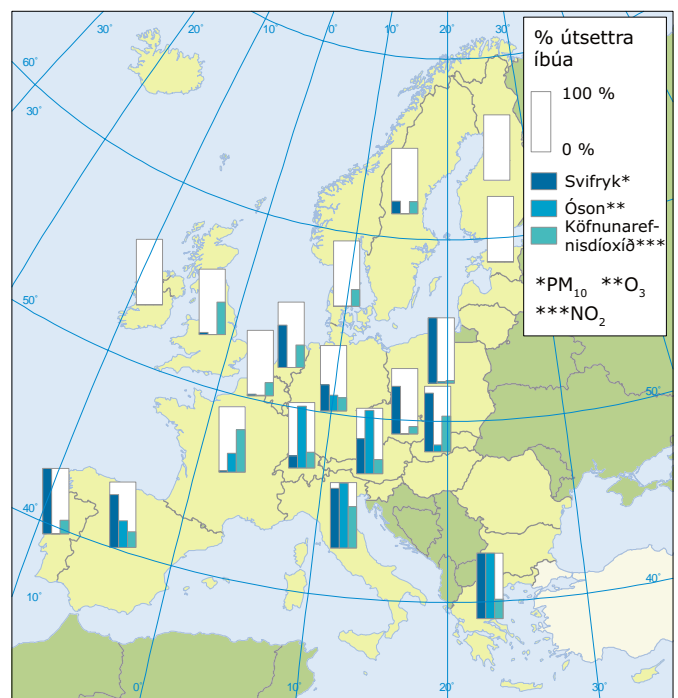 60˚
30˚
20˚
10˚
0˚
10˚
20˚
30˚
% útsettra
íbúa
100 %
0 %
Svifryk*
Óson**
Köfnunaref-
nisdíoxíð***
*PM10 **O3
***NO2
50˚
50˚
40˚
40˚
10˚
0˚
10˚
20˚
30˚